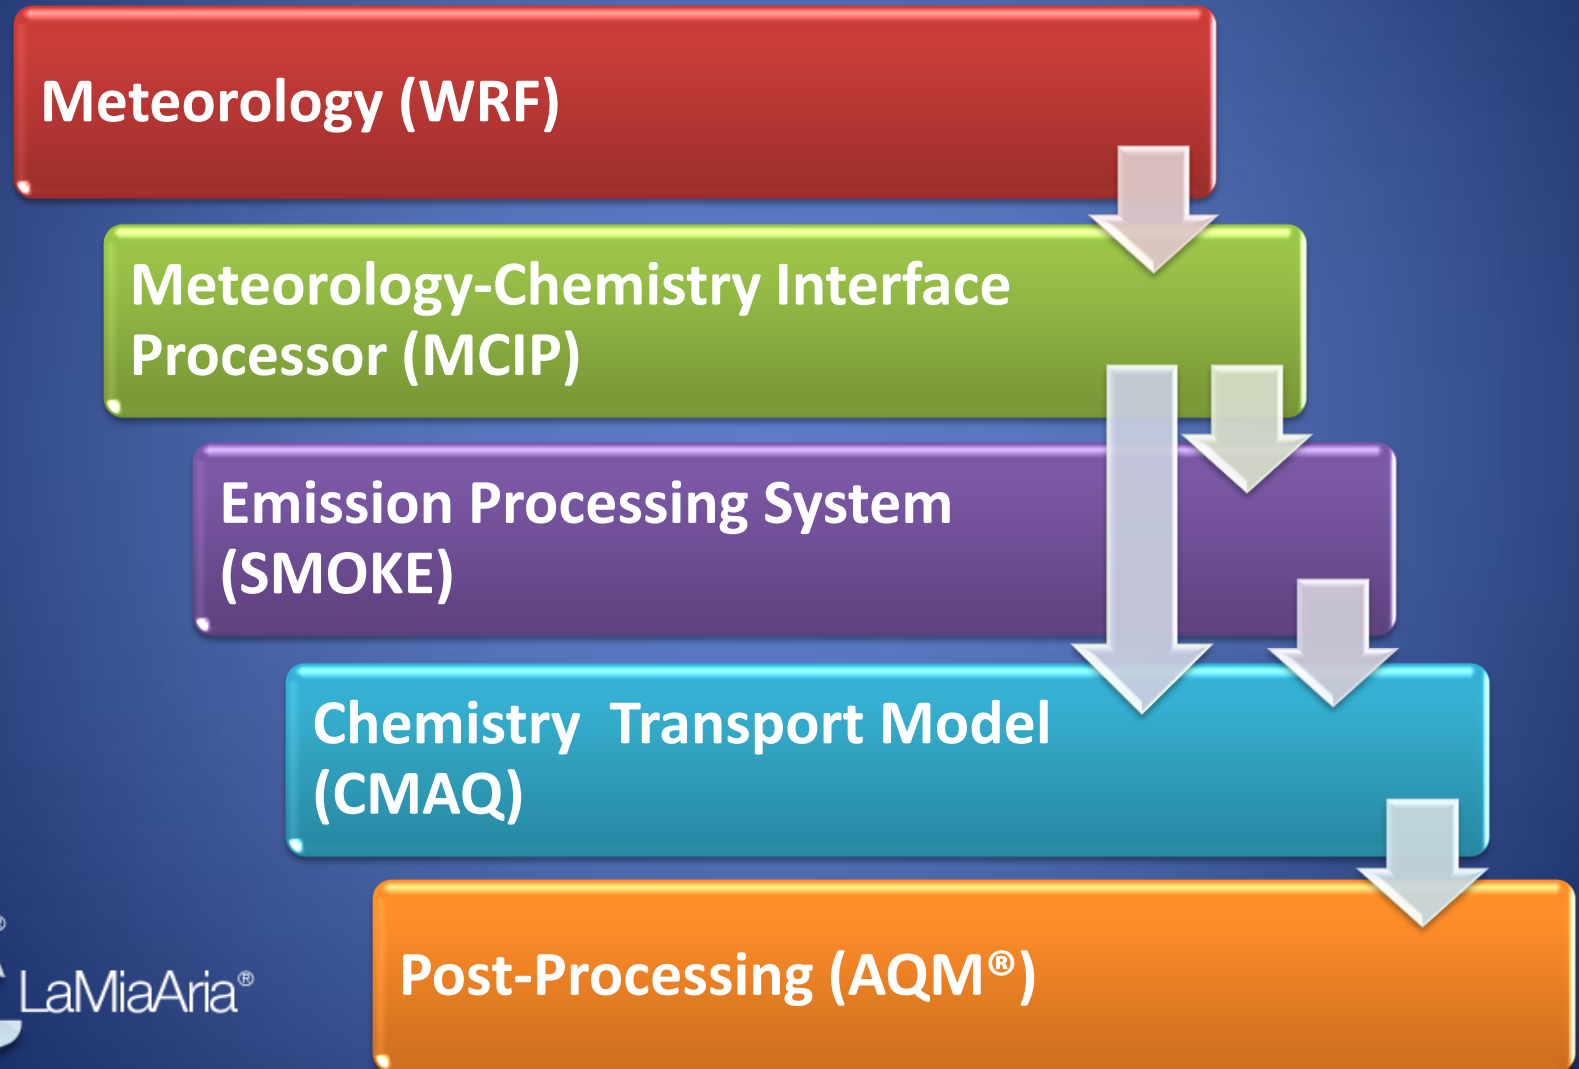 Meteorology (WRF)
Meteorology-Chemistry Interface
Processor (MCIP)
Emission Processing System
(SMOKE)
Chemistry  Transport Model
(CMAQ)
Post-Processing (AQM®)
LaMiaAria®